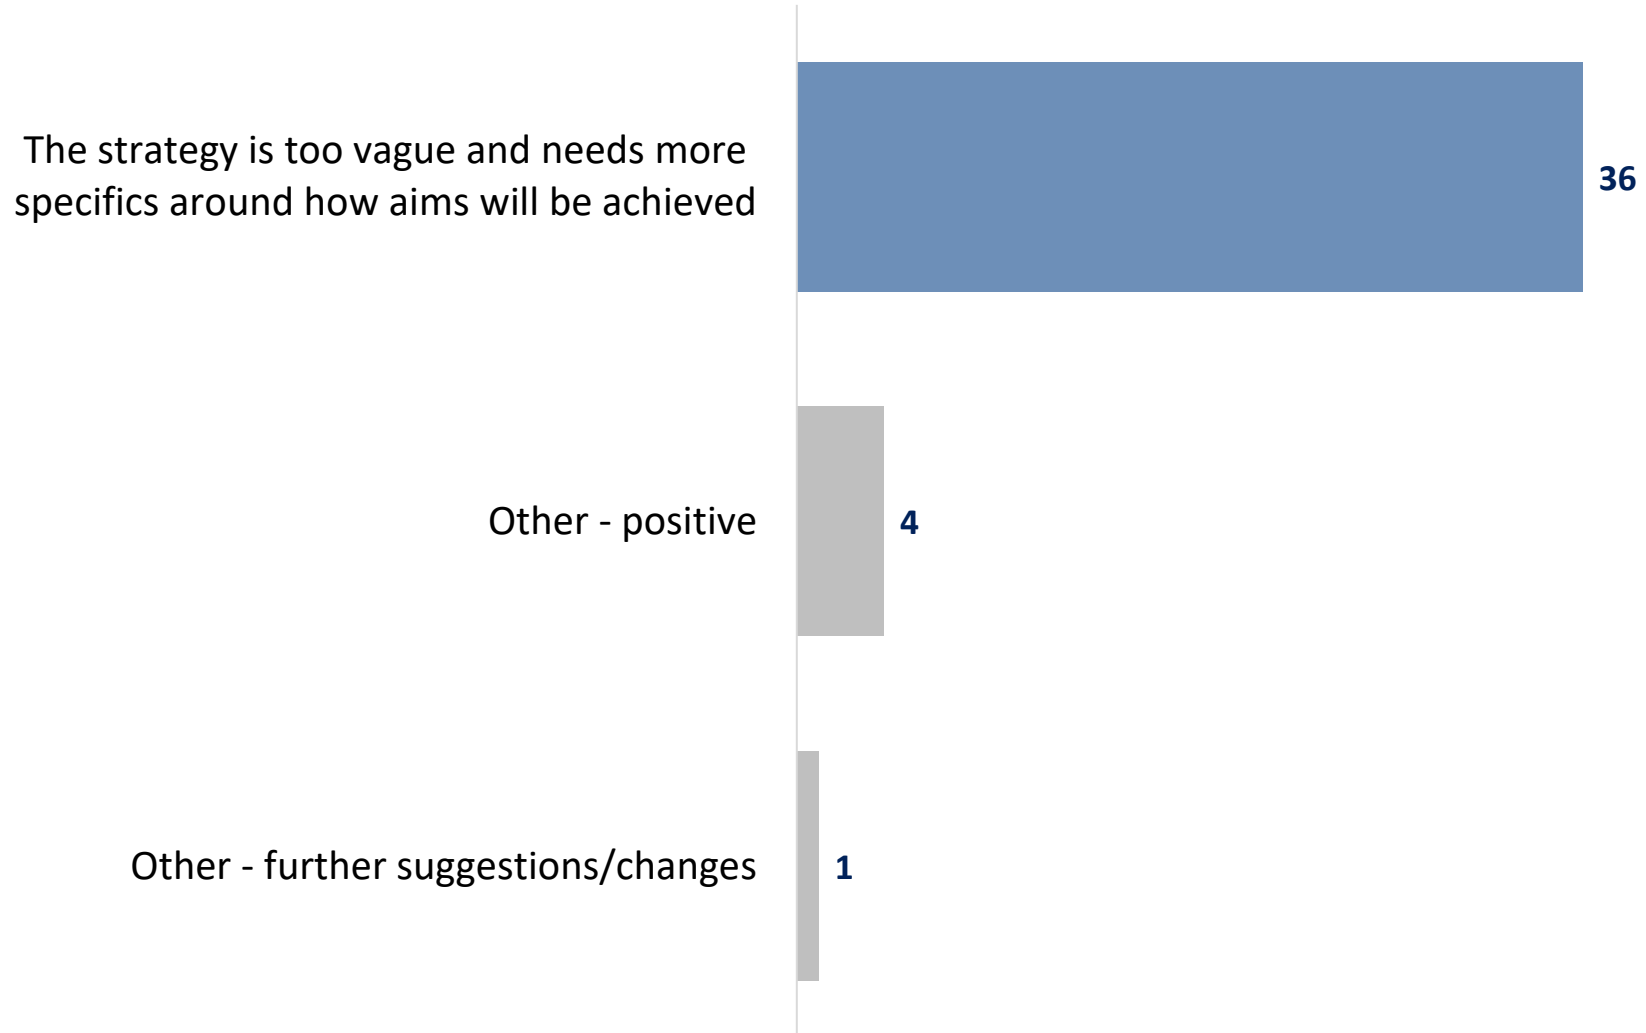 The strategy is too vague and needs more
specifics around how aims will be achieved
36
Other - positive
4
Other - further suggestions/changes
1